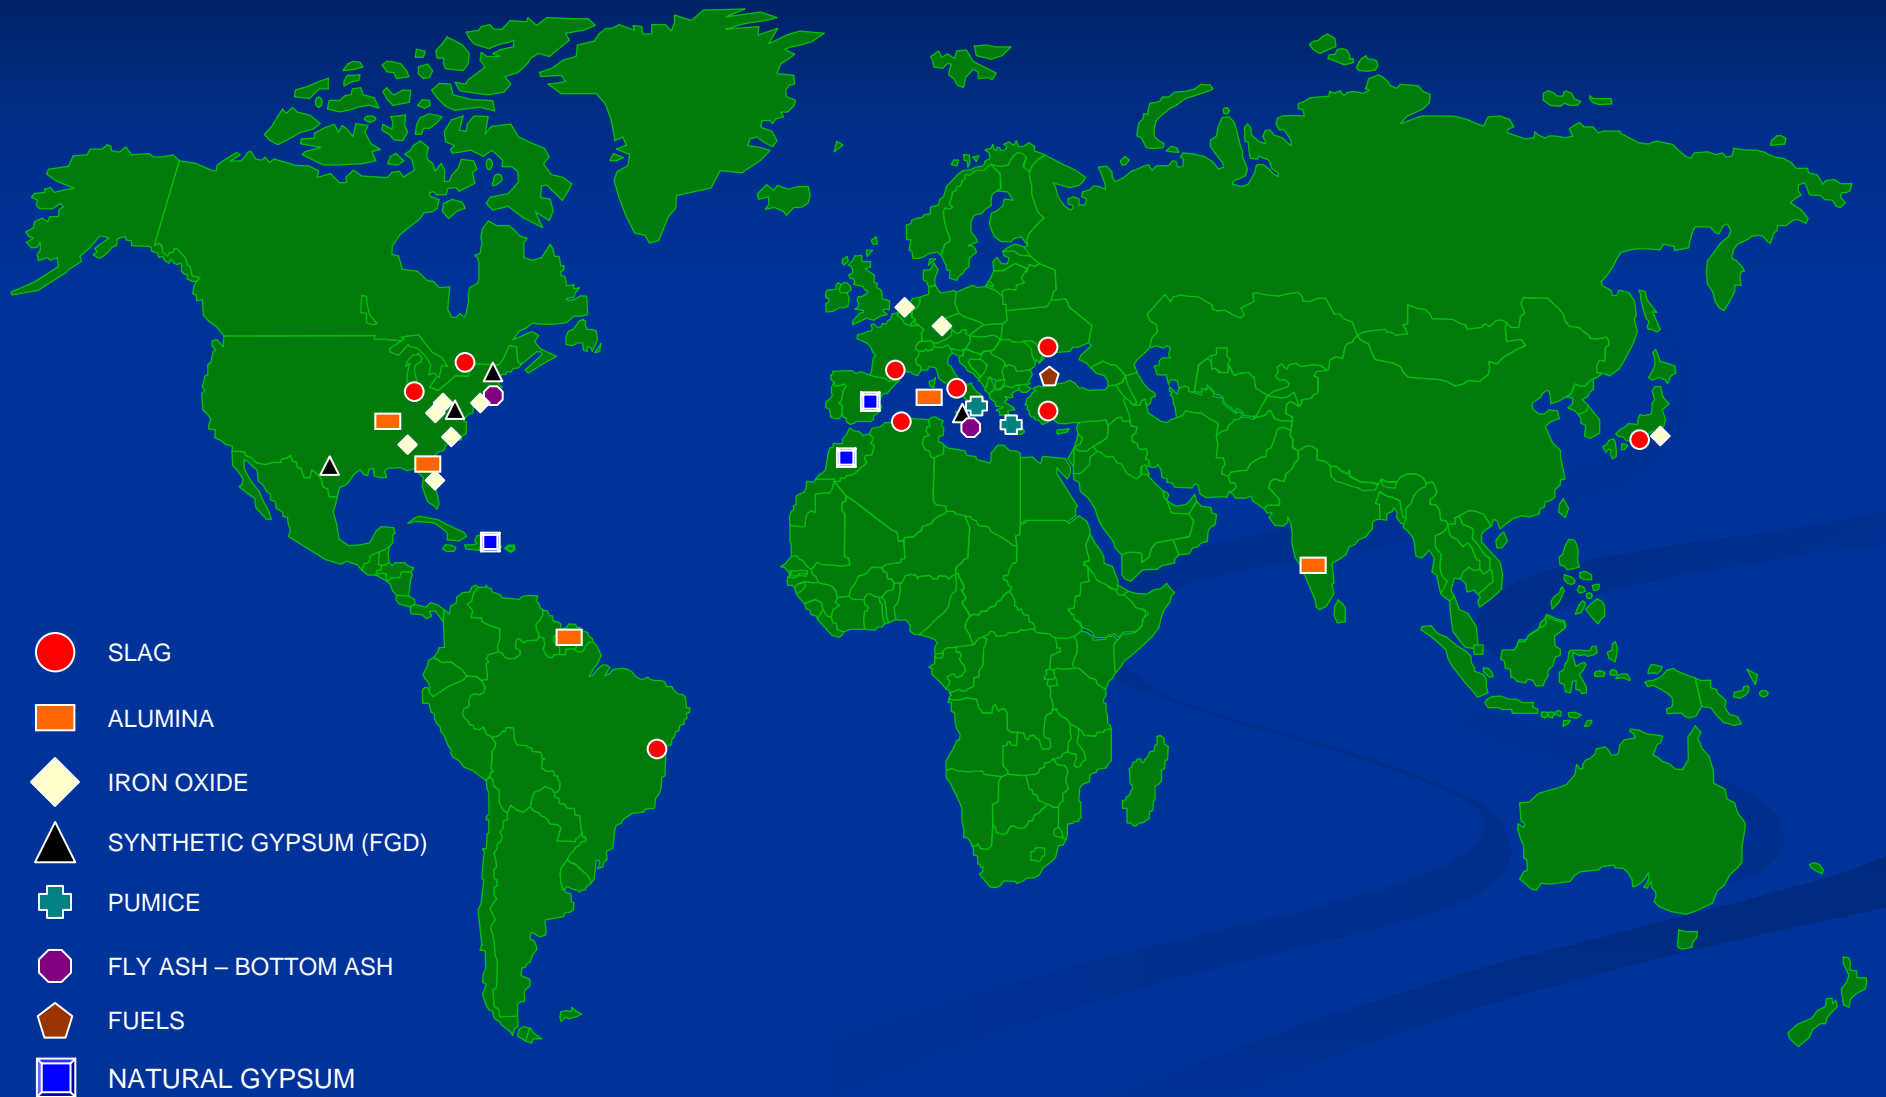 SLAG
ALUMINA
IRON OXIDE
SYNTHETIC GYPSUM (FGD)
PUMICE
FLY ASH – BOTTOM ASH
FUELS
NATURAL GYPSUM